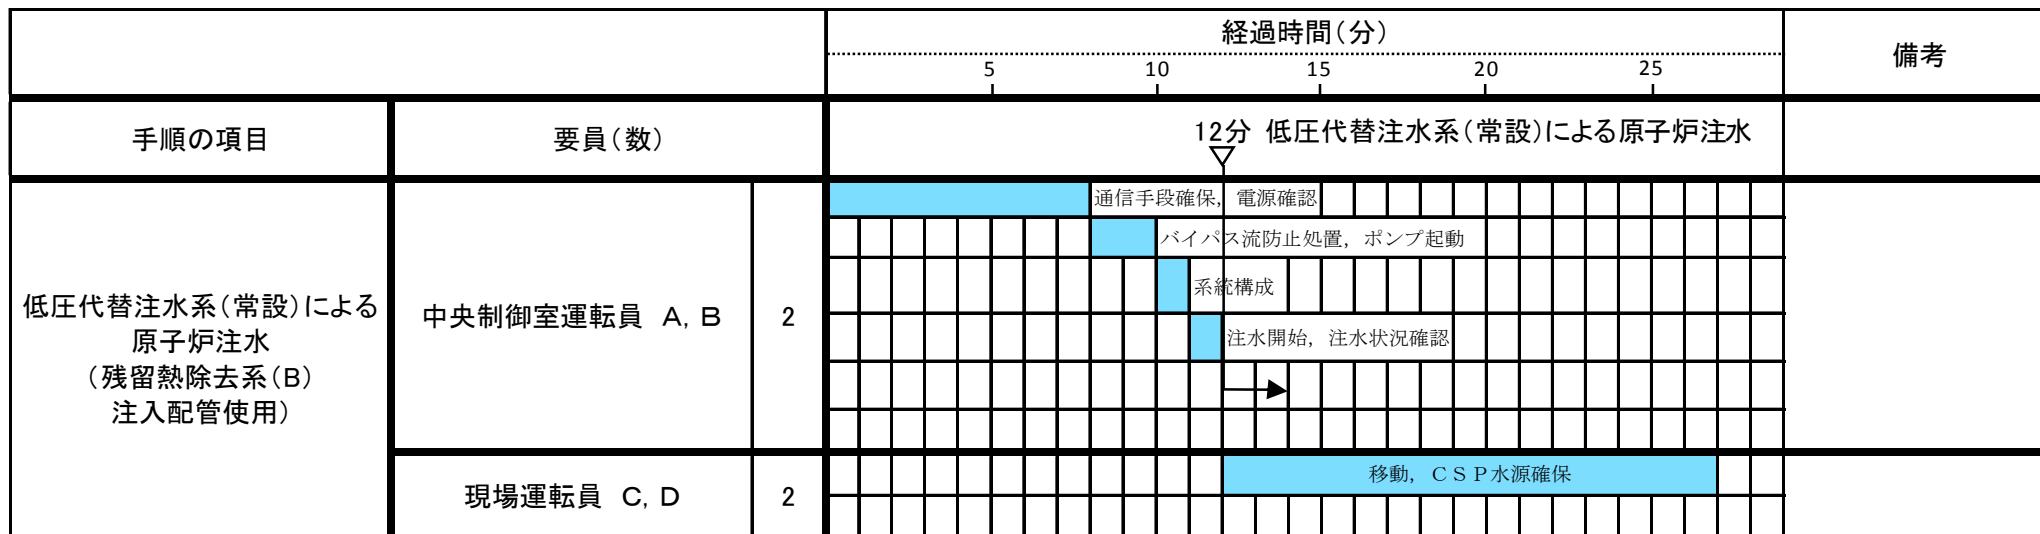 経過時間（分）
備考
5 10 15 20 25
手順の項目
要員（数）
12分 低圧代替注水系（常設）による原子炉注水
低圧代替注水系（常設）による
原子炉注水
（残留熱除去系（B）
注入配管使用）
中央制御室運転員 A，B
2
通信手段確保，電源確認
バイパス流防止処置，ポンプ起動
系統構成
注水開始，注水状況確認
現場運転員 C，D
2
移動，ＣＳＰ水源確保